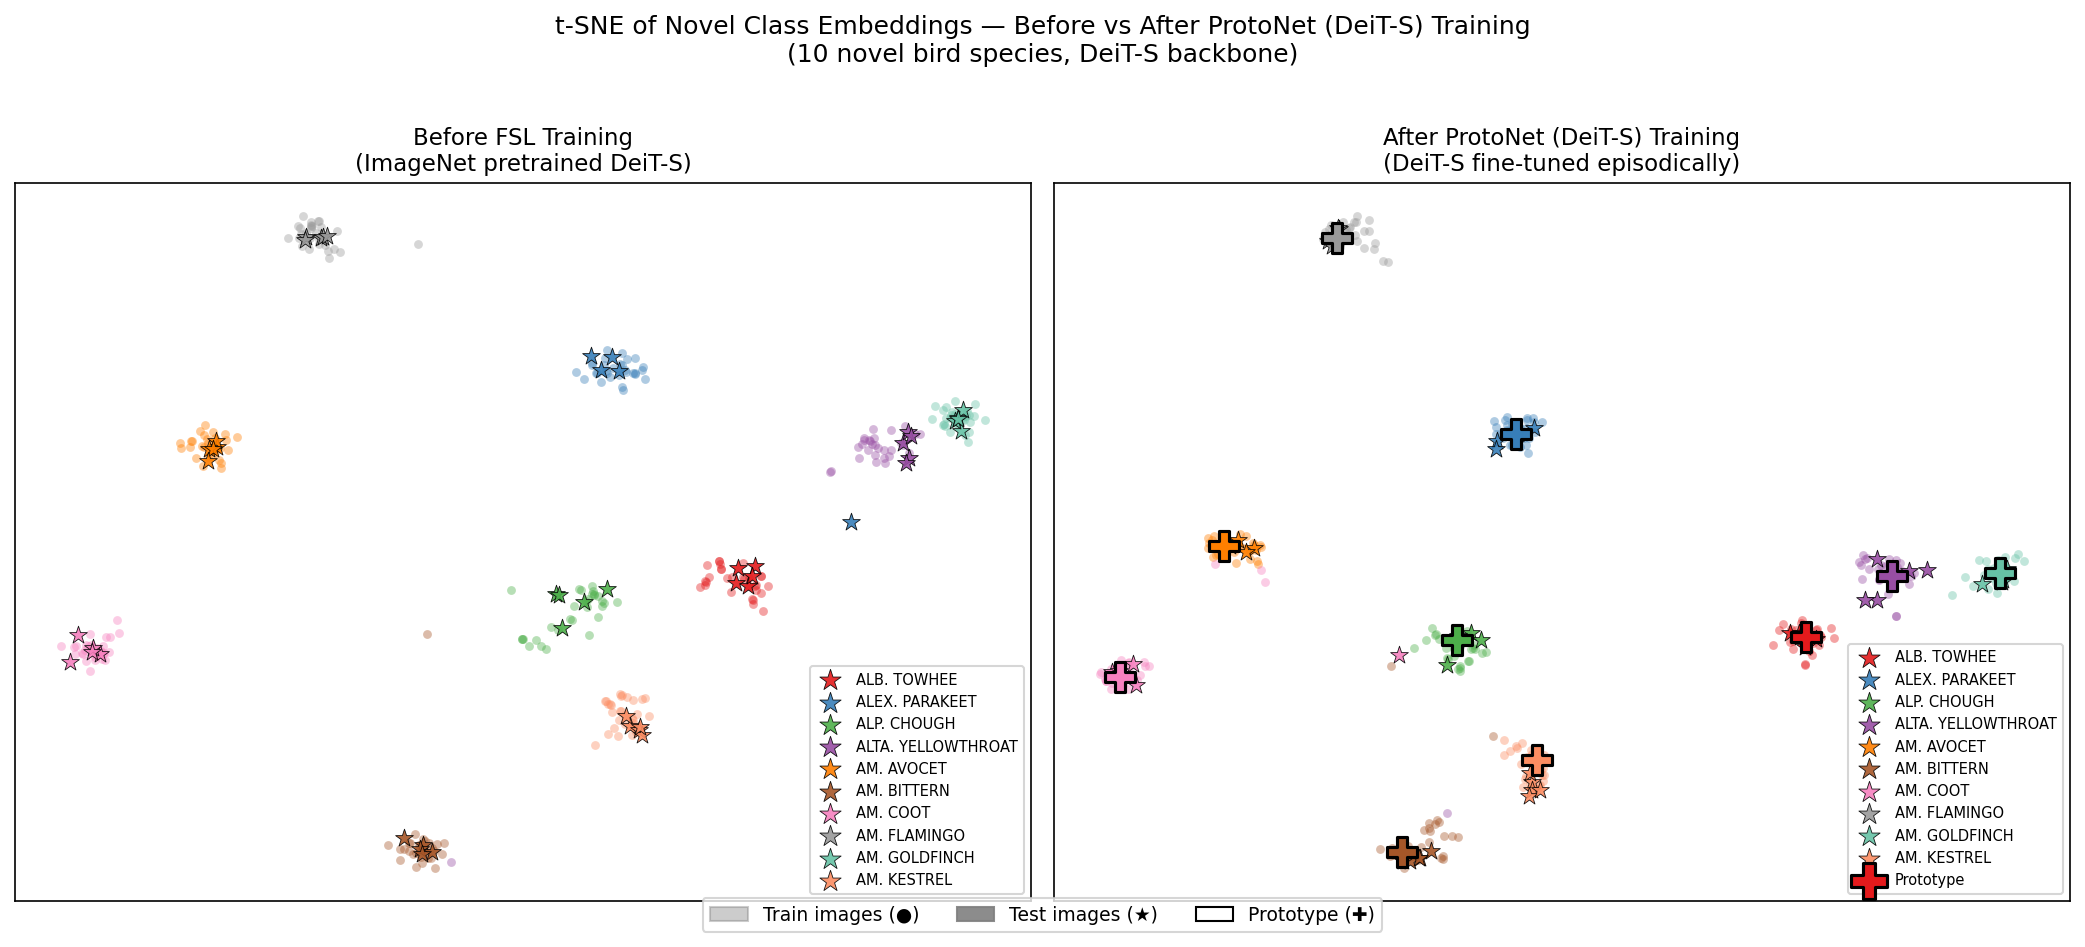 t-SNE of Novel Class Embeddings — Before vs After ProtoNet (DeiT-S) Training
(10 novel bird species, DeiT-S backbone)
Before FSL Training
(ImageNet pretrained DeiT-S)
ALB. TOWHEE
ALEX. PARAKEET
ALP. CHOUGH
ALTA. YELLOWTHROAT
AM. AVOCET
AM. BITTERN
AM. COOT
AM. FLAMINGO
AM. GOLDFINCH
AM. KESTREL
After ProtoNet (DeiT-S) Training
(DeiT-S fine-tuned episodically)
ALB. TOWHEE
ALEX. PARAKEET
ALP. CHOUGH
ALTA. YELLOWTHROAT
AM. AVOCET
AM. BITTERN
AM. COOT
AM. FLAMINGO
AM. GOLDFINCH
AM. KESTREL
Prototype
Train images (●) Test images (★) Prototype (✚)